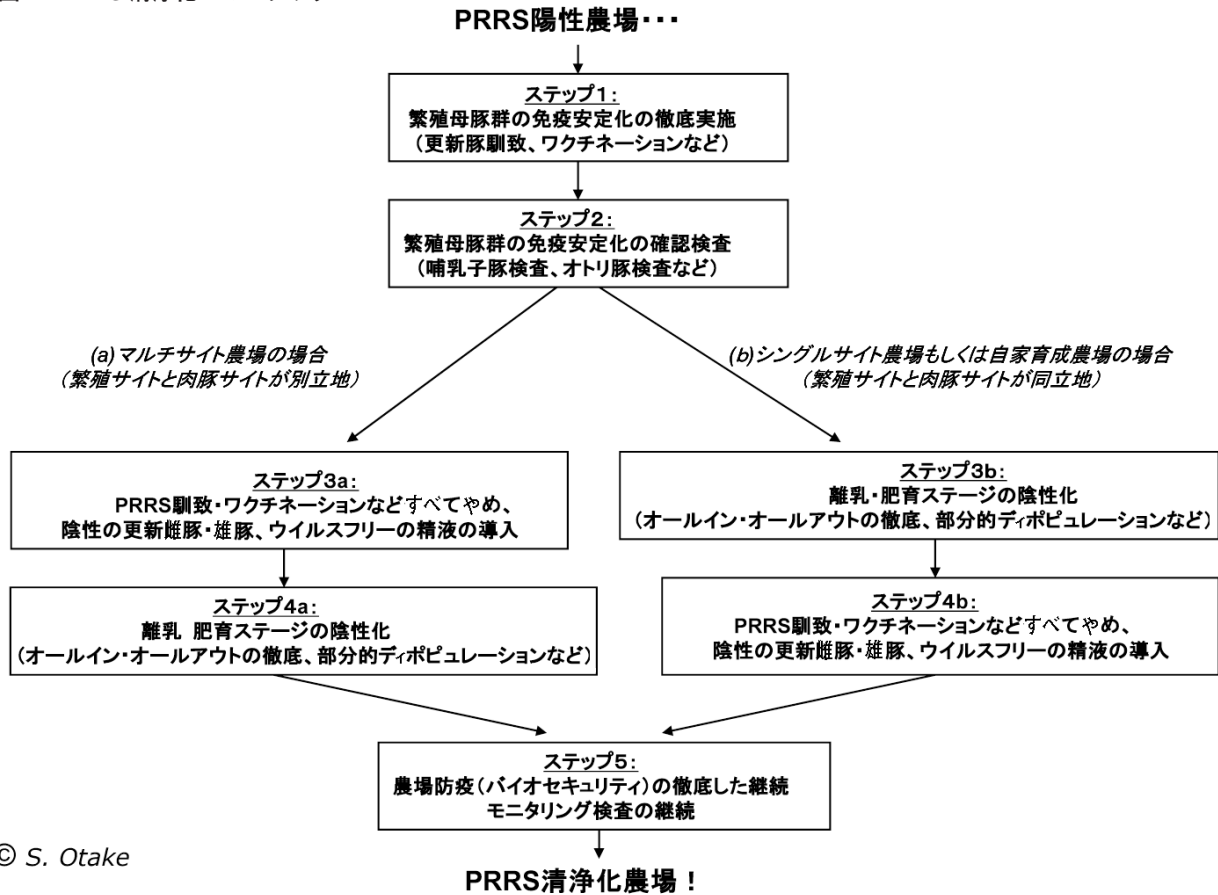 PRRS陽性農場・・・
ステップ1:
繁殖母豚群の免疫安定化の徹底実施
(更新豚馴致、ワクチネーションなど)
ステップ2:
繁殖母豚群の免疫安定化の確認検査
(哺乳子豚検査、オトリ豚検査など)
(a)マルチサイト農場の場合
(繁殖サイトと肉豚サイトが別立地)
(b)シングルサイト農場もしくは自家育成農場の場合
(繁殖サイトと肉豚サイトが同立地)
ステップ3a:
PRRS馴致・ワクチネーションなどすべてやめ、
陰性の更新雌豚・雄豚、ウイルスフリーの精液の導入
ステップ4a:
離乳 肥育ステージの陰性化
(オールイン・オールアウトの徹底、部分的ディポピュレーションなど)
ステップ3b:
離乳・肥育ステージの陰性化
(オールイン・オールアウトの徹底、部分的ディポピュレーションなど)
ステップ4b:
PRRS馴致・ワクチネーションなどすべてやめ、
陰性の更新雌豚・雄豚、ウイルスフリーの精液の導入
ステップ5:
農場防疫(バイオセキュリティ)の徹底した継続
モニタリング検査の継続
PRRS清浄化農場!
© S. Otake